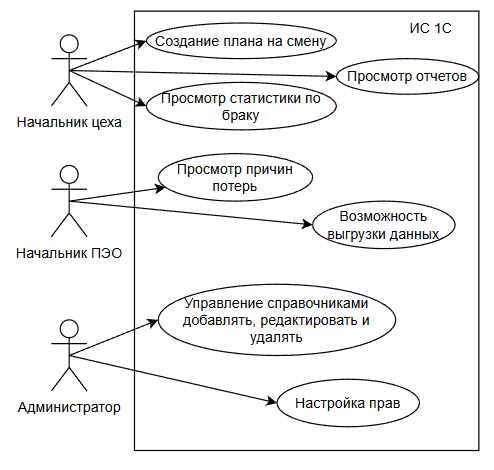 ИС 1С
Создание плана на смену
Просмотр отчетов
Просмотр статистики по
браку
Начальник цеха
Просмотр причин
потерь
Возможность
выгрузки данных
Начальник ПЭО
Управление справочниками
добавлять, редактировать и
удалять
Настройка прав
Администратор